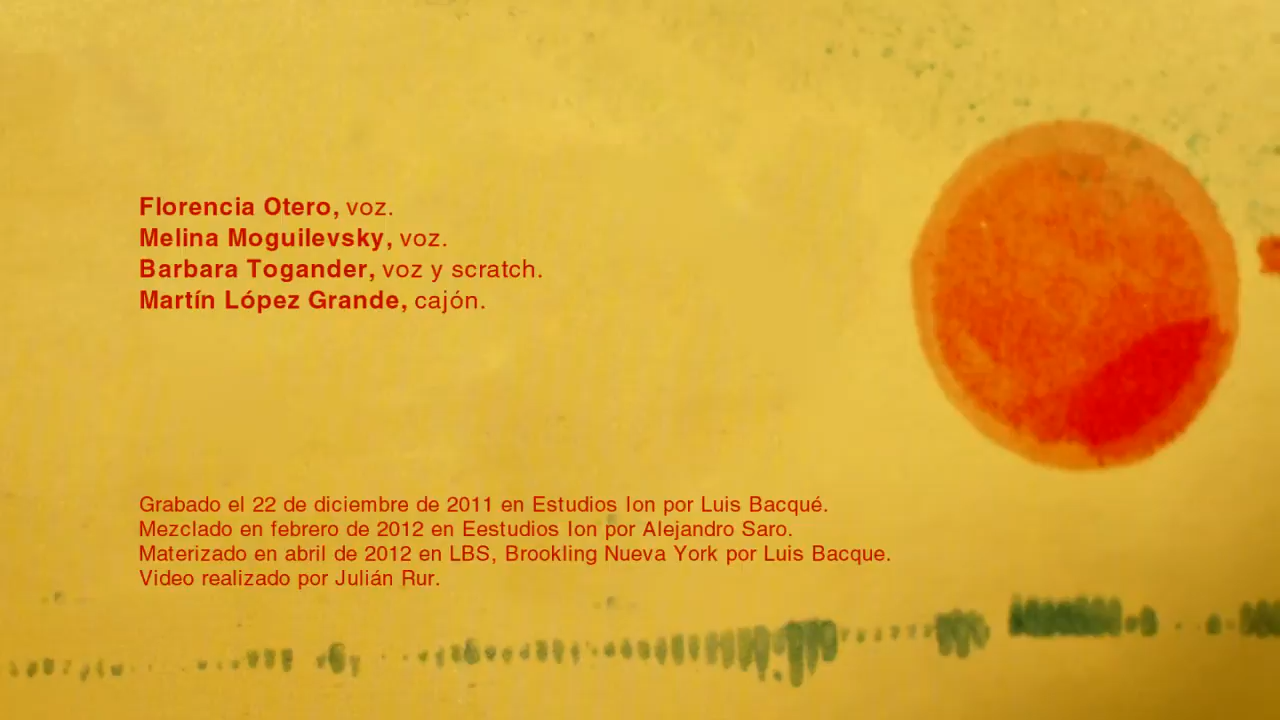 Florencia Otero, voz.
Melina Moguilevsky, voz.
Barbara Togander, voz y scratch.
Martín López Grande, cajón.
Grabado el 22 de diciembre de 2011 en Estudios Ion por Luis Bacqué.
Mezclado en febrero de 2012 en Eestudios Ion por Alejandro Saro.
Materizado en abril de 2012 en LBS, Brookling Nueva York por Luis Bacque.
Video realizado por Julián Rur.